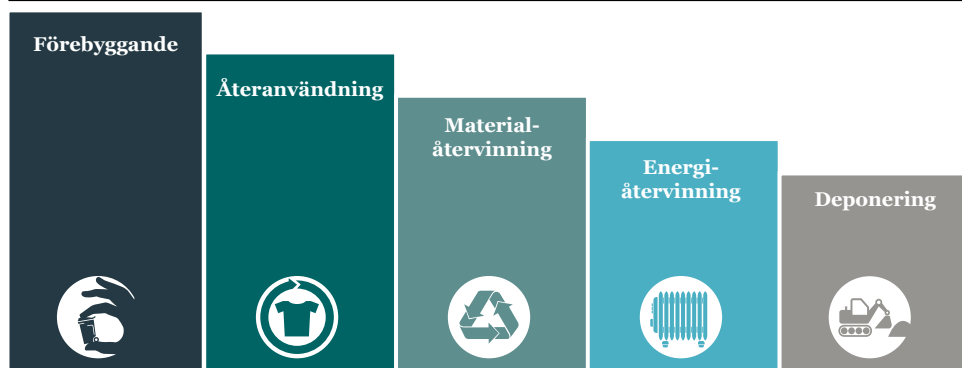 Förebyggande
Återanvändning
Material-
återvinning
Energi-
återvinning
Deponering